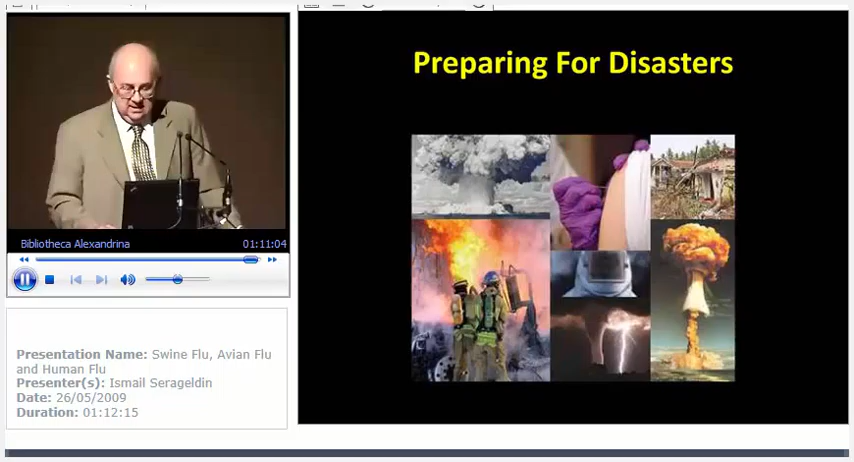 Preparing For Disasters
Bibliotheca Alexandrina 01:11:04
Presentation Name: Swine Flu, Avian Flu
and Human Flu
Presenter(s): Ismail Serageldin
Date: 26/05/2009
Duration: 01:12:15